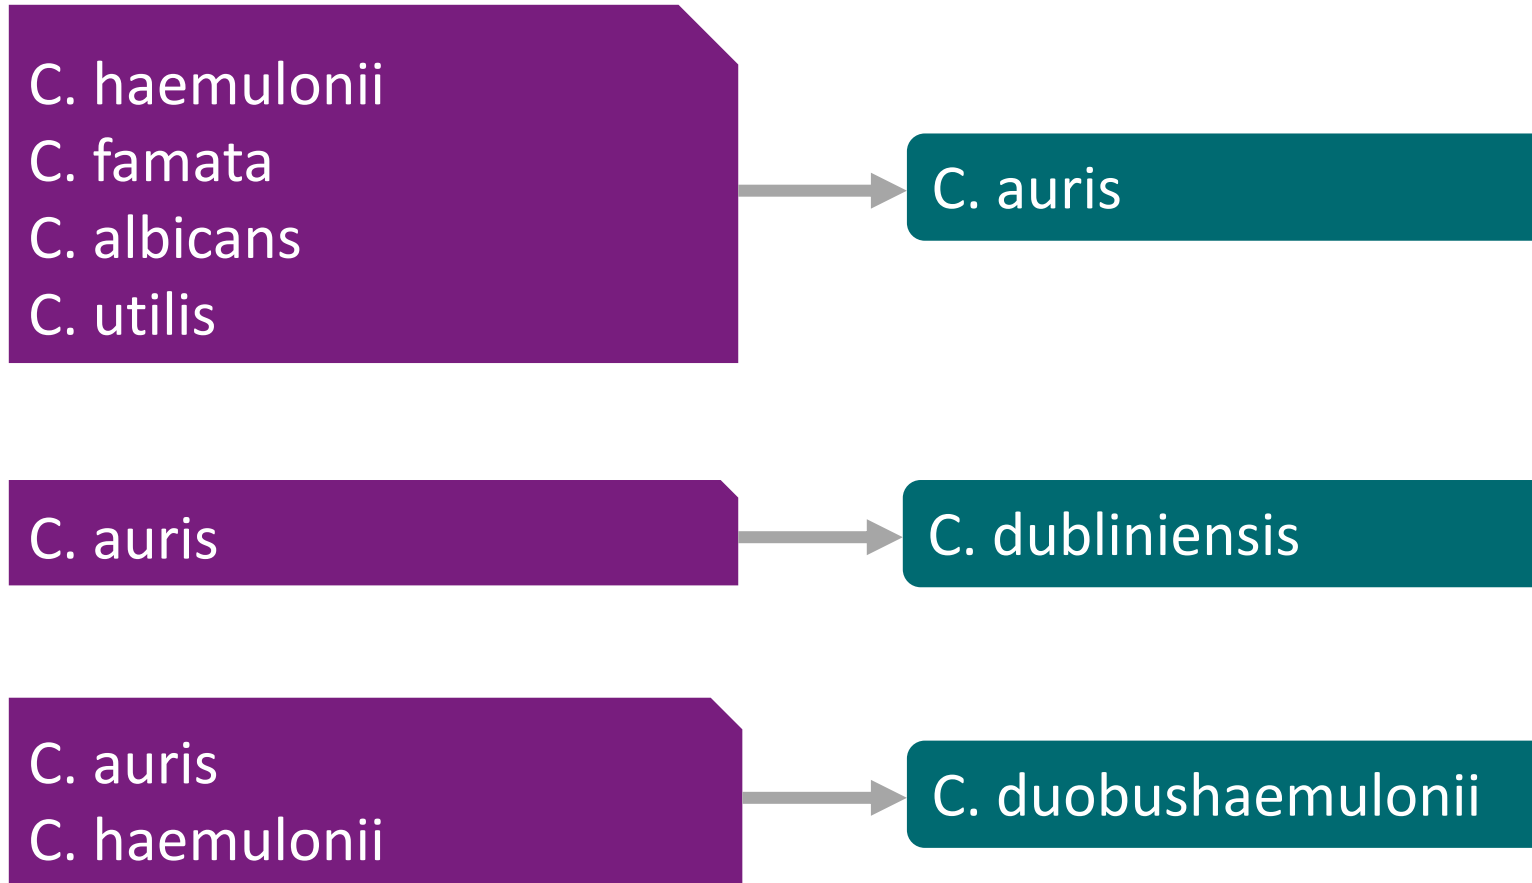 C. haemulonii
C. famata
C. albicans
C. utilis
C. auris
C. auris
C. dubliniensis
C. auris
C. haemulonii
C. duobushaemulonii